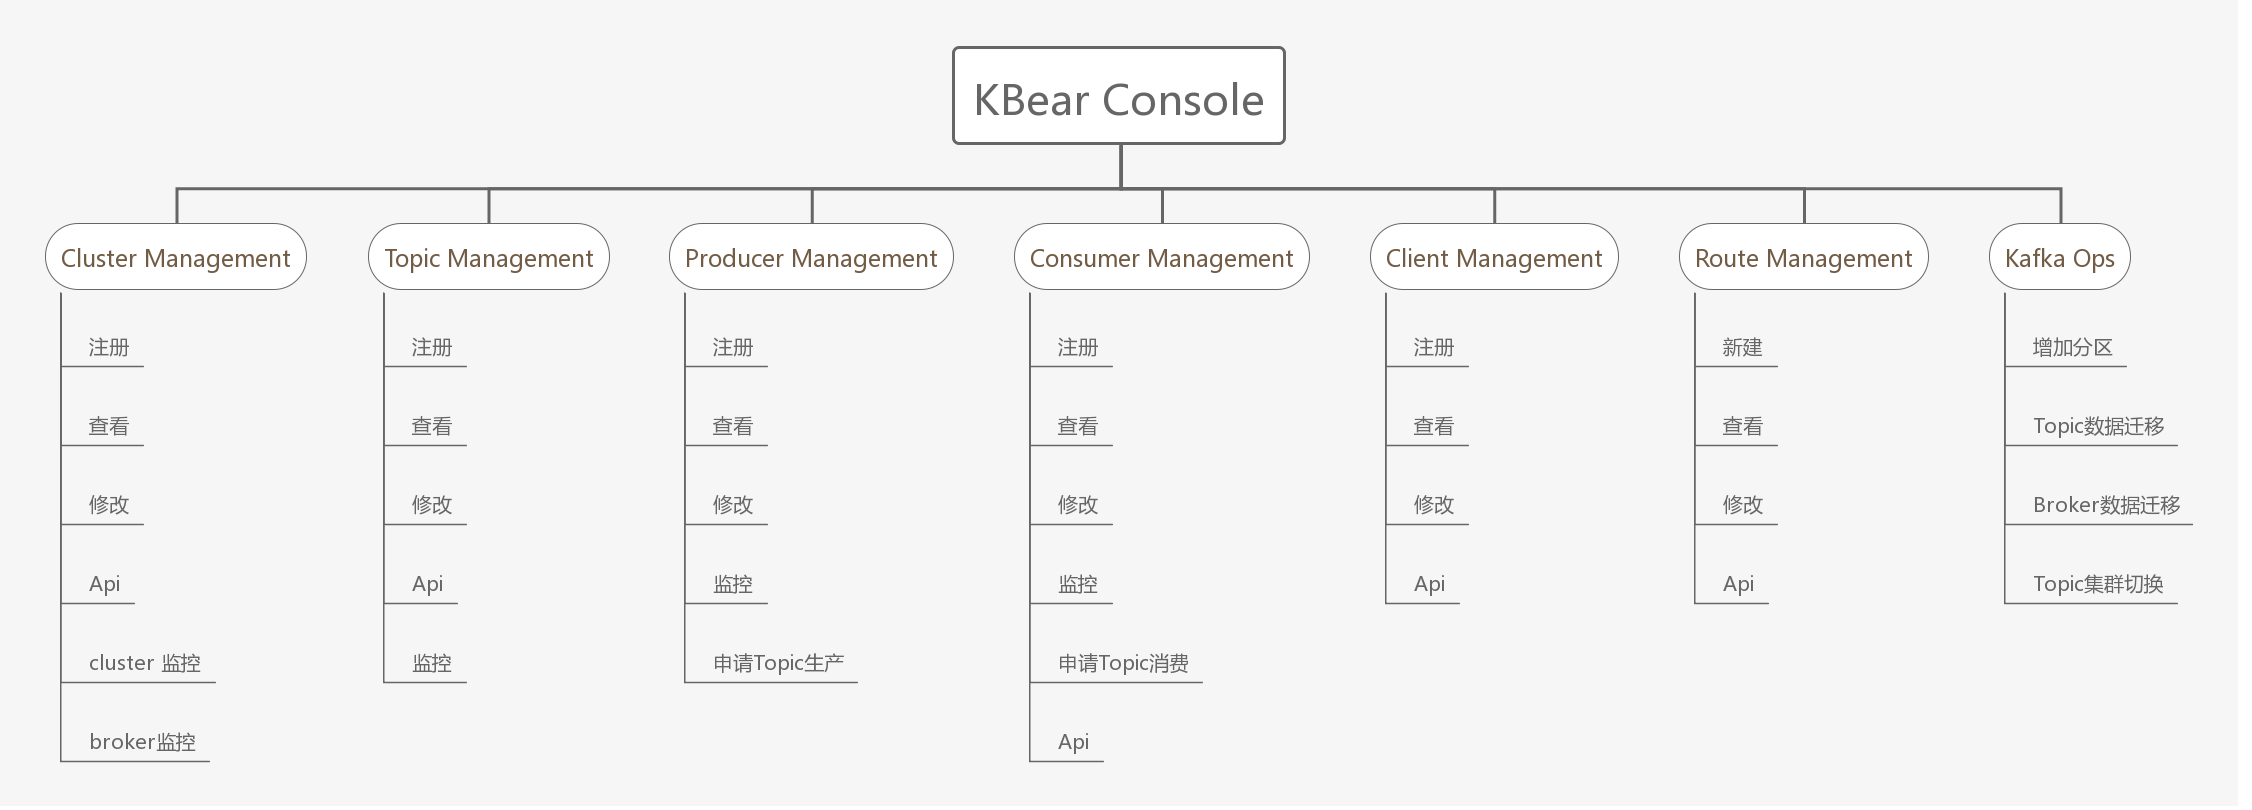 KBear Console
Cluster Management
注册
查看
修改
Api
cluster 监控
broker监控
Topic Management
注册
查看
修改
Api
监控
Producer Management
注册
查看
修改
监控
申请Topic生产
Consumer Management
注册
查看
修改
监控
申请Topic消费
Api
Client Management
注册
查看
修改
Api
Route Management
新建
查看
修改
Api
Kafka Ops
增加分区
Topic数据迁移
Broker数据迁移
Topic集群切换